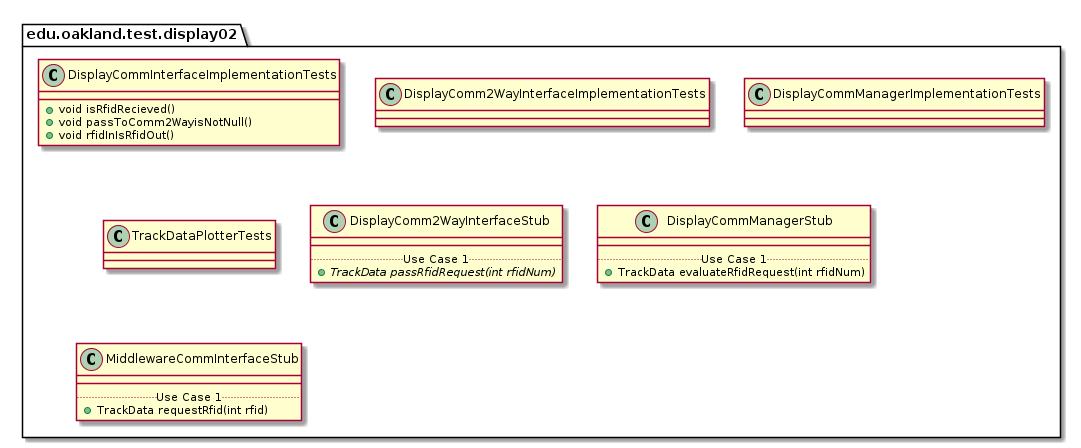 edu.oakland.test.display02
C DisplayCommInterfaceImplementationTests
void isRfidRecieved()
void passToComm2WayisNotNull()
void rfidInIsRfidOut()
C DisplayComm2WayInterfaceImplementationTests
C DisplayCommManagerImplementationTests
C TrackDataPlotterTests
C DisplayComm2WayInterfaceStub
Use Case 1
TrackData passRfidRequest(int rfidNum)
C DisplayCommManagerStub
Use Case 1
TrackData evaluateRfidRequest(int rfidNum)
C MiddlewareCommInterfaceStub
Use Case 1
TrackData requestRfid(int rfid)